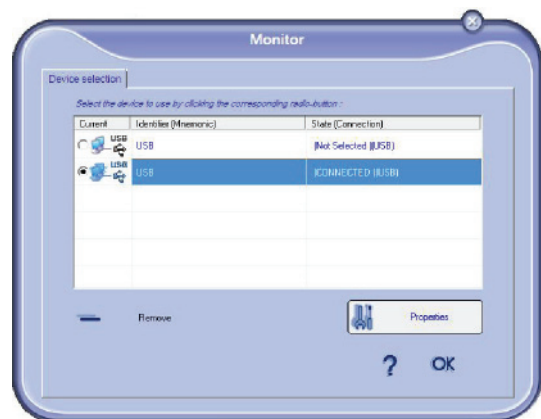 Monitor
Device selection
Select the device to use by clicking the corresponding radio-button :
Current Identifier (Mnemonic) State (Connection)
USB USB (Not Selected )(USB)
USB USB (CONNECTED )(USB)
Remove Properties
? OK